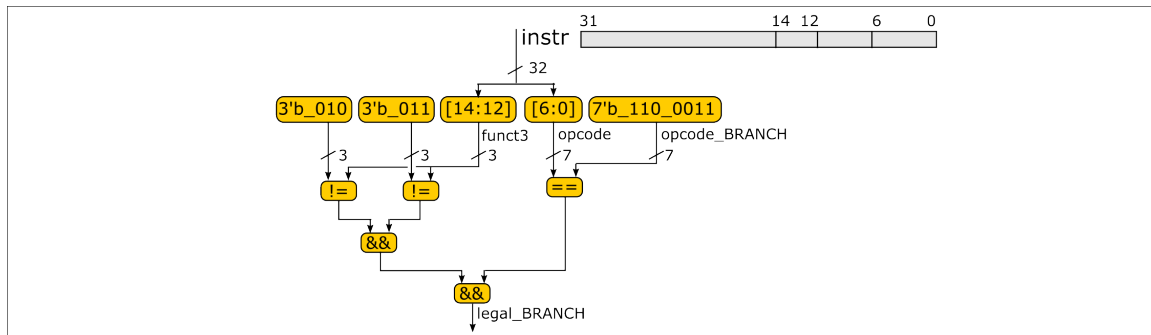 31 14 12 6 0
instr
32
3'b_010 3'b_011 [14:12] [6:0] 7'b_110_0011
funct3 opcode opcode_BRANCH
3 3 3 7 7
!= != ==
&&
&&
legal_BRANCH